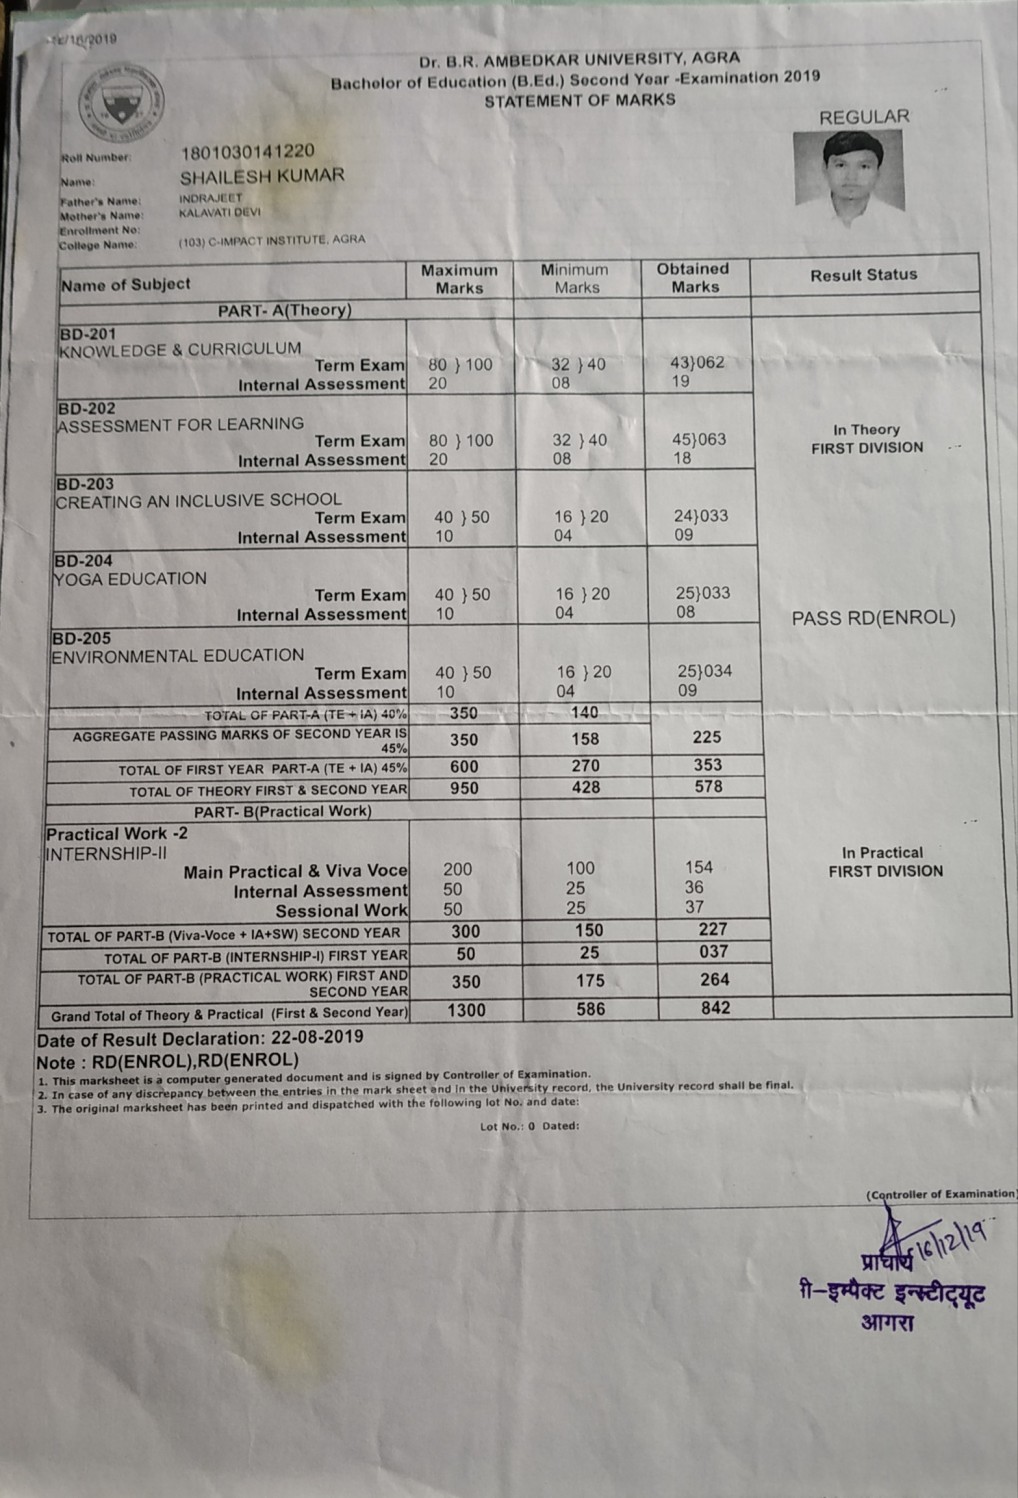 /16/2019
Dr. B.R. AMBEDKAR UNIVERSITY, AGRA
Bachelor of Education (B.Ed.) Second Year -Examination 2019
STATEMENT OF MARKS
REGULAR
Roll Number: 1801030141220
Name: SHAILESH KUMAR
Father's Name: INDRAJEET
Mother's Name: KALAVATI DEVI
Enrollment No:
College Name: (103) C-IMPACT INSTITUTE, AGRA
Name of Subject Maximum Marks Minimum Marks Obtained Marks Result Status
PART- A(Theory)
BD-201
KNOWLEDGE & CURRICULUM
Term Exam 80 } 100 32 } 40 43}062
Internal Assessment 20 08 19
BD-202
ASSESSMENT FOR LEARNING
Term Exam 80 } 100 32 } 40 45}063
Internal Assessment 20 08 18
In Theory
FIRST DIVISION
BD-203
CREATING AN INCLUSIVE SCHOOL
Term Exam 40 } 50 16 } 20 24}033
Internal Assessment 10 04 09
BD-204
YOGA EDUCATION
Term Exam 40 } 50 16 } 20 25}033
Internal Assessment 10 04 08
PASS RD(ENROL)
BD-205
ENVIRONMENTAL EDUCATION
Term Exam 40 } 50 16 } 20 25}034
Internal Assessment 10 04 09
TOTAL OF PART-A (TE + IA) 40% 350 140
AGGREGATE PASSING MARKS OF SECOND YEAR IS 45% 350 158 225
TOTAL OF FIRST YEAR PART-A (TE + IA) 45% 600 270 353
TOTAL OF THEORY FIRST & SECOND YEAR 950 428 578
PART- B(Practical Work)
Practical Work -2
INTERNSHIP-II
Main Practical & Viva Voce 200 100 154
Internal Assessment 50 25 36
Sessional Work 50 25 37
In Practical
FIRST DIVISION
TOTAL OF PART-B (Viva-Voce + IA+SW) SECOND YEAR 300 150 227
TOTAL OF PART-B (INTERNSHIP-I) FIRST YEAR 50 25 037
TOTAL OF PART-B (PRACTICAL WORK) FIRST AND SECOND YEAR 350 175 264
Grand Total of Theory & Practical (First & Second Year) 1300 586 842
Date of Result Declaration: 22-08-2019
Note : RD(ENROL),RD(ENROL)
1. This marksheet is a computer generated document and is signed by Controller of Examination.
2. In case of any discrepancy between the entries in the mark sheet and in the University record, the University record shall be final.
3. The original marksheet has been printed and dispatched with the following lot No. and date:
Lot No.: 0 Dated:
(Controller of Examination)
16/12/19
प्राचार्य
सी-इम्पैक्ट इन्स्टीट्यूट
आगरा